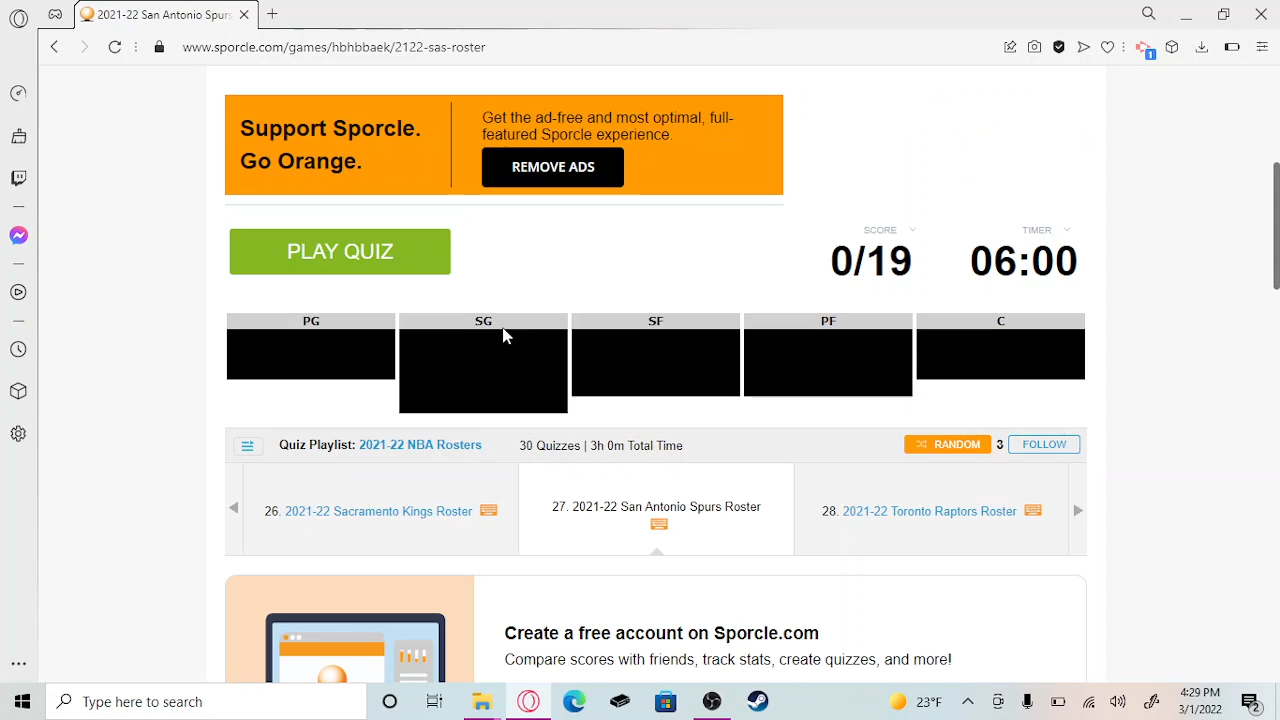 2021-22 San Antonio Spurs
www.sporcle.com/games/hbhbbaek/2122-sas-roster
1
Support Sporcle.
Go Orange.
Get the ad-free and most optimal, full-
featured Sporcle experience.
REMOVE ADS
PLAY QUIZ
SCORE
0/19
TIMER
06:00
PG
SG
SF
PF
C
Quiz Playlist: 2021-22 NBA Rosters
30 Quizzes | 3h 0m Total Time
RANDOM
3
FOLLOW
26. 2021-22 Sacramento Kings Roster
27. 2021-22 San Antonio Spurs Roster
28. 2021-22 Toronto Raptors Roster
Create a free account on Sporcle.com
Compare scores with friends, track stats, create quizzes, and more!
Type here to search
23°F
4:29 PM
3/1/2022
2